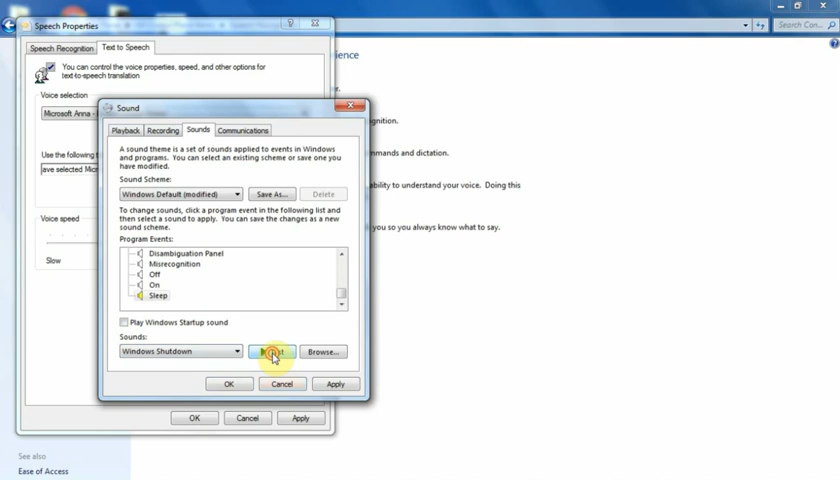 Search Con...
Speech Properties
Speech Recognition
Text to Speech
You can control the voice properties, speed, and other options for
text-to-speech translation
Voice selection
Microsoft Anna -
Use the following
ave selected Micr
Voice speed
Slow
OK
Cancel
Apply
Sound
Playback
Recording
Sounds
Communications
A sound theme is a set of sounds applied to events in Windows
and programs. You can select an existing scheme or save one you
have modified.
Sound Scheme:
Windows Default (modified)
Save As...
Delete
To change sounds, click a program event in the following list and
then select a sound to apply. You can save the changes as a new
sound scheme.
Program Events:
Disambiguation Panel
Misrecognition
Off
On
Sleep
Play Windows Startup sound
Sounds:
Windows Shutdown
Browse...
OK
Cancel
Apply
ience
r.
cognition.
mmands and dictation.
ability to understand your voice. Doing this
you so you always know what to say.
See also
Ease of Access